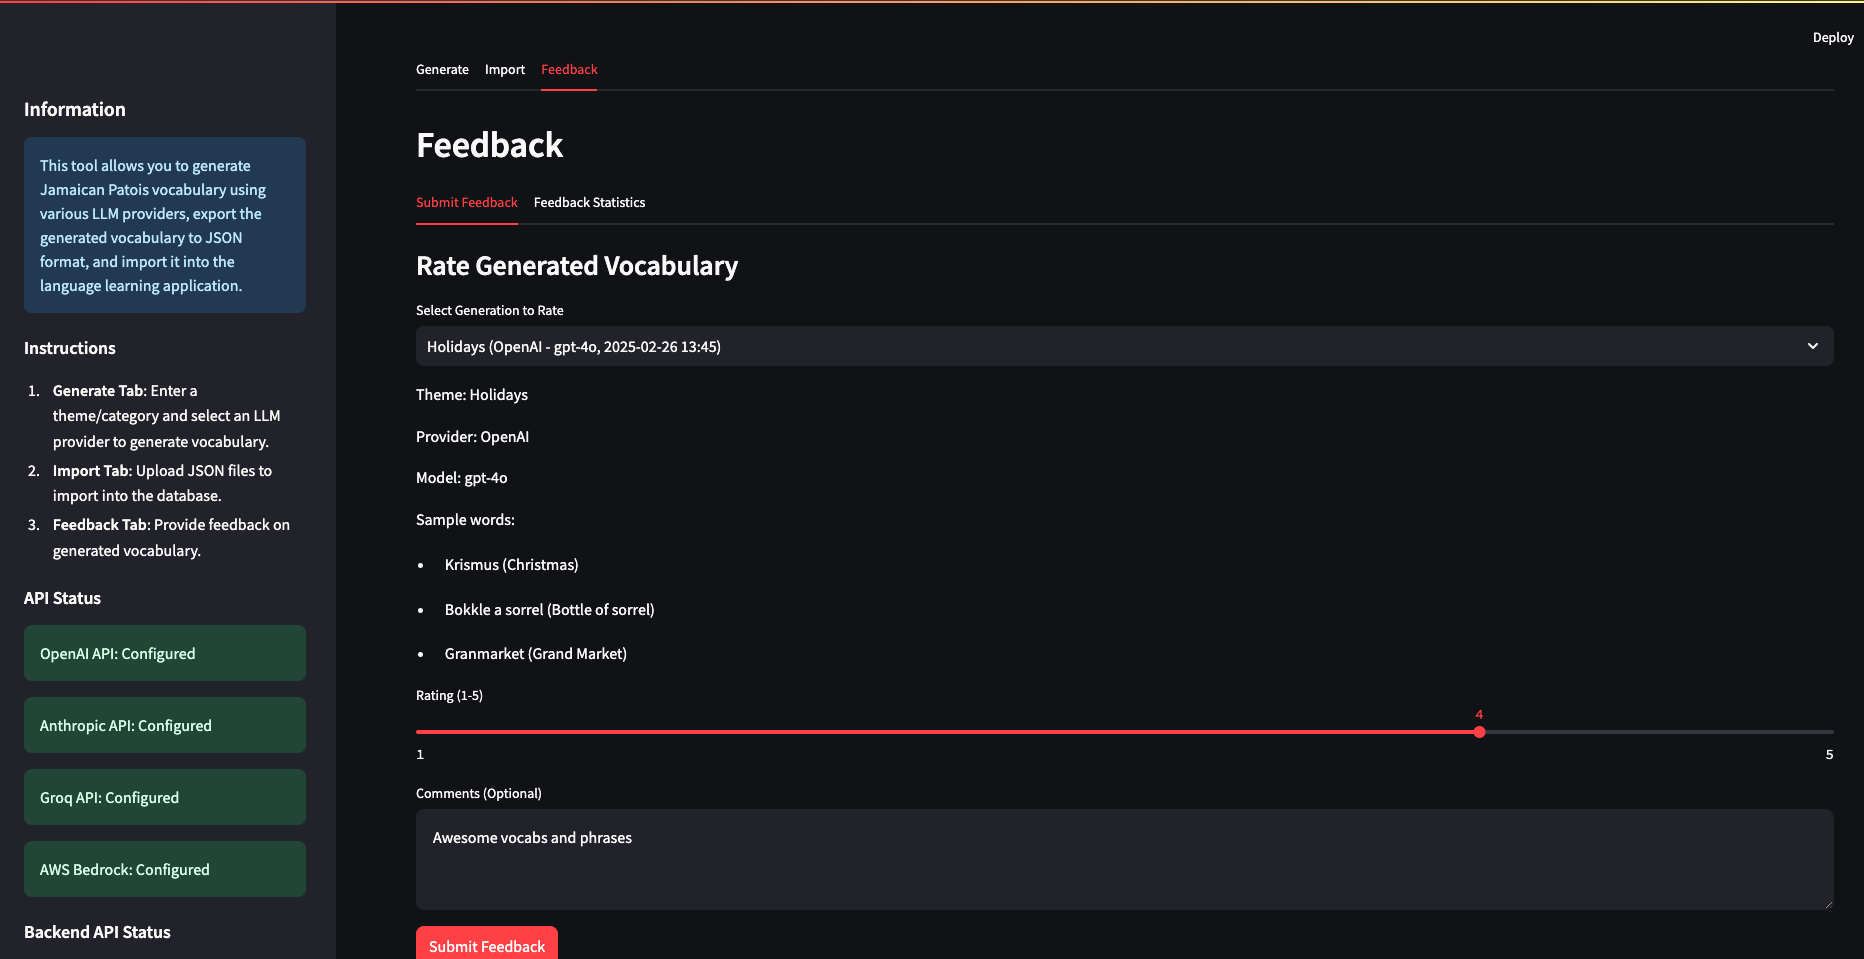 Information
This tool allows you to generate
Jamaican Patois vocabulary using
various LLM providers, export the
generated vocabulary to JSON
format, and import it into the
language learning application.
Instructions
1. Generate Tab: Enter a
theme/category and select an LLM
provider to generate vocabulary.
2. Import Tab: Upload JSON files to
import into the database.
3. Feedback Tab: Provide feedback on
generated vocabulary.
API Status
OpenAI API: Configured
Anthropic API: Configured
Groq API: Configured
AWS Bedrock: Configured
Backend API Status
Deploy
Generate Import Feedback
Feedback
Submit Feedback Feedback Statistics
Rate Generated Vocabulary
Select Generation to Rate
Holidays (OpenAI - gpt-4o, 2025-02-26 13:45)
Theme: Holidays
Provider: OpenAI
Model: gpt-4o
Sample words:
• Krismus (Christmas)
• Bokkle a sorrel (Bottle of sorrel)
• Granmarket (Grand Market)
Rating (1-5)
4
1 5
Comments (Optional)
Awesome vocabs and phrases
Submit Feedback